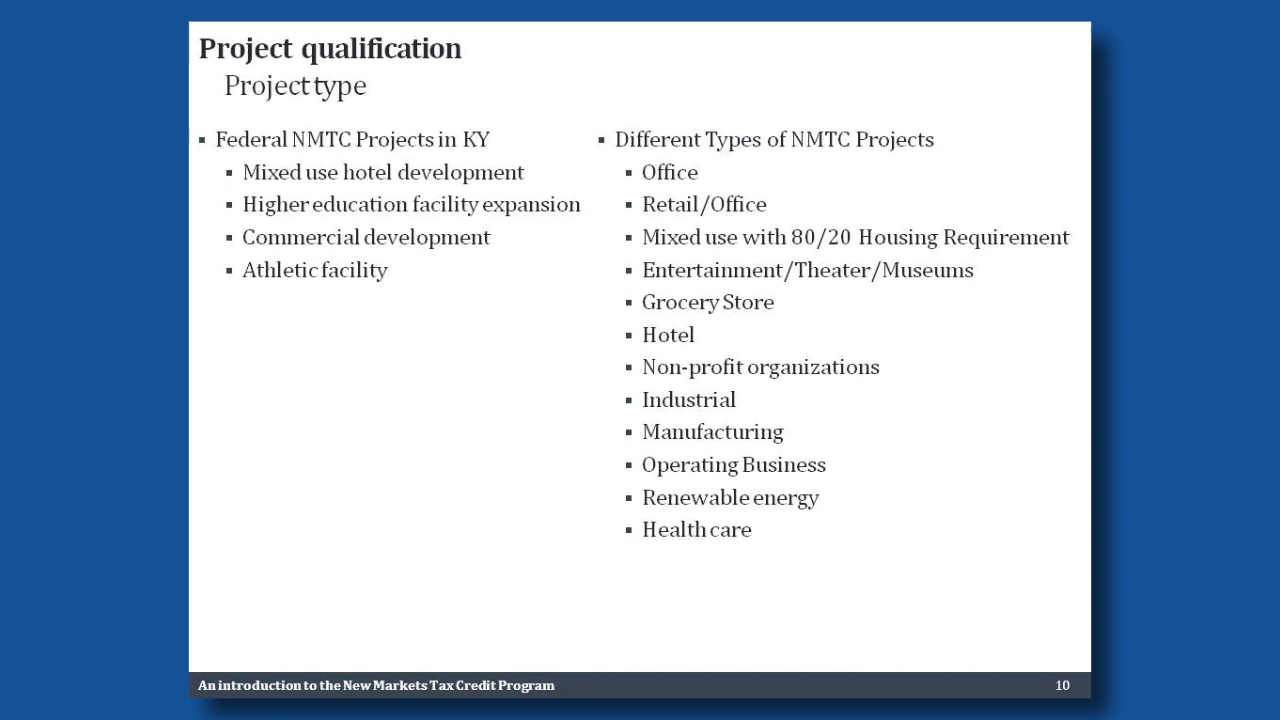 Project qualification
Project type
Federal NMTC Projects in KY
Mixed use hotel development
Higher education facility expansion
Commercial development
Athletic facility
Different Types of NMTC Projects
Office
Retail/Office
Mixed use with 80/20 Housing Requirement
Entertainment/Theater/Museums
Grocery Store
Hotel
Non-profit organizations
Industrial
Manufacturing
Operating Business
Renewable energy
Health care
An introduction to the New Markets Tax Credit Program
10